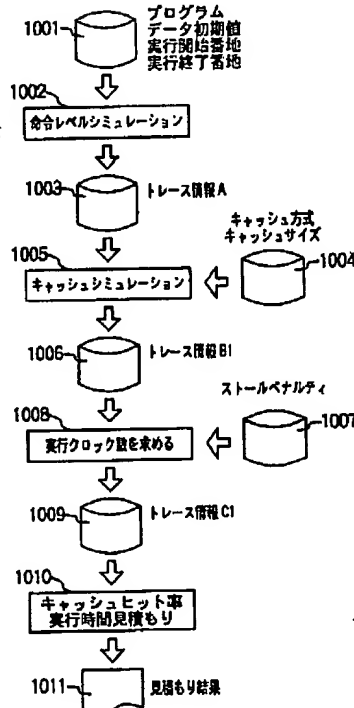 1001
プログラム
データ初期値
実行開始番地
実行終了番地
1002
命令レベルシミュレーション
1003
トレース情報A
キャッシュ方式
キャッシュサイズ
1004
1005
キャッシュシミュレーション
1006
トレース情報B1
ストールペナルティ
1007
1008
実行クロック数を求める
1009
トレース情報C1
1010
キャッシュヒット率
実行時間見積もり
1011
見積もり結果